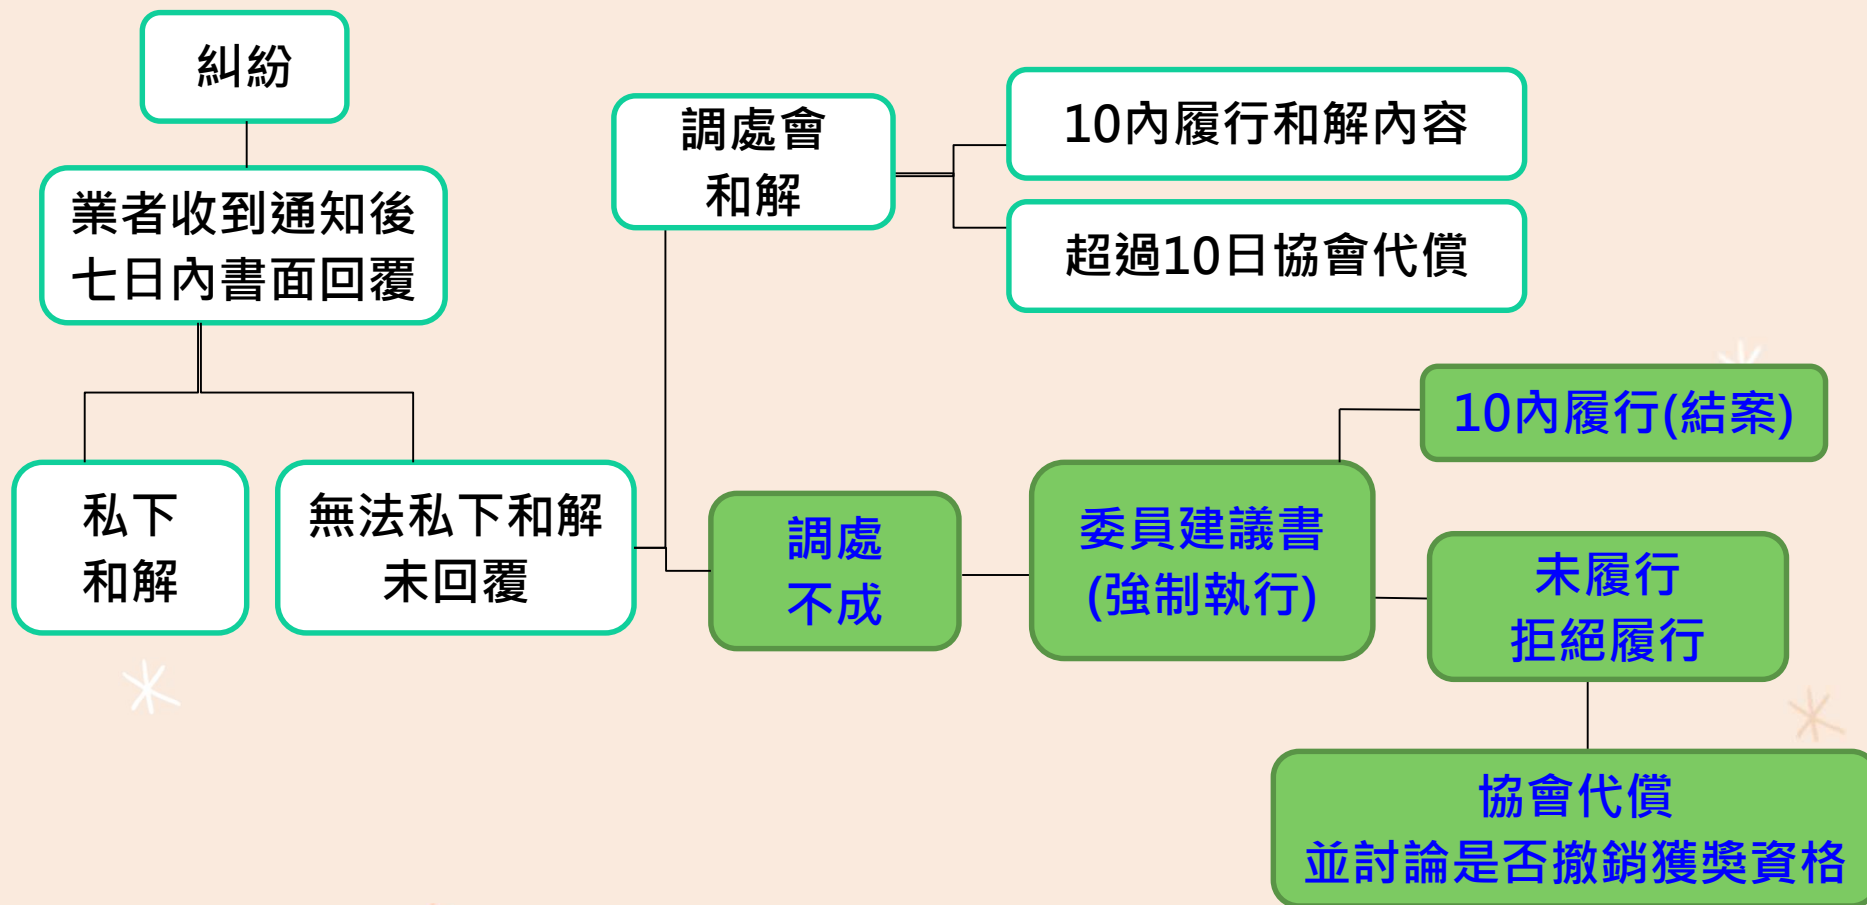 糾紛
業者收到通知後
七日內書面回覆
私下
和解
無法私下和解
未回覆
調處會
和解
10內履行和解內容
超過10日協會代償
調處
不成
委員建議書
(強制執行)
10內履行(結案)
未履行
拒絕履行
協會代償
並討論是否撤銷獲獎資格